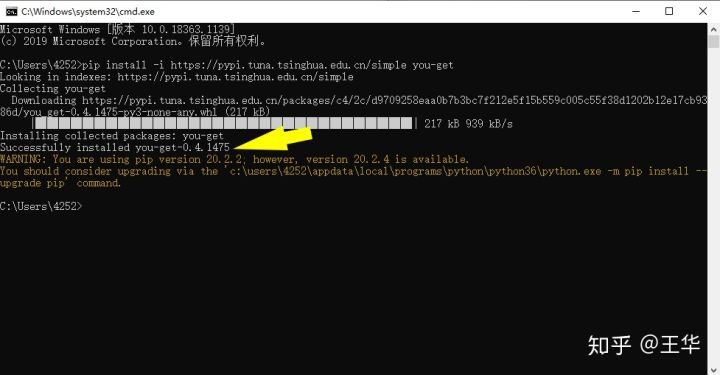 C:\Windows\system32\cmd.exe
Microsoft Windows [版本 10.0.18363.1139]
(c) 2019 Microsoft Corporation。保留所有权利。
C:\Users\4252>pip install -i https://pypi.tuna.tsinghua.edu.cn/simple you-get
Looking in indexes: https://pypi.tuna.tsinghua.edu.cn/simple
Collecting you-get
Downloading https://pypi.tuna.tsinghua.edu.cn/packages/c4/2c/d9709258eaa0b7b3bc7f212e5f15b559c005c55f38d1202b12e17cb93
86d/you_get-0.4.1475-py3-none-any.whl (217 kB)
| 217 kB 939 kB/s
Installing collected packages: you-get
Successfully installed you-get-0.4.1475
WARNING: You are using pip version 20.2.2; however, version 20.2.4 is available.
You should consider upgrading via the 'c:\users\4252\appdata\local\programs\python\python36\python.exe -m pip install --
upgrade pip' command.
C:\Users\4252>
知乎 @王华